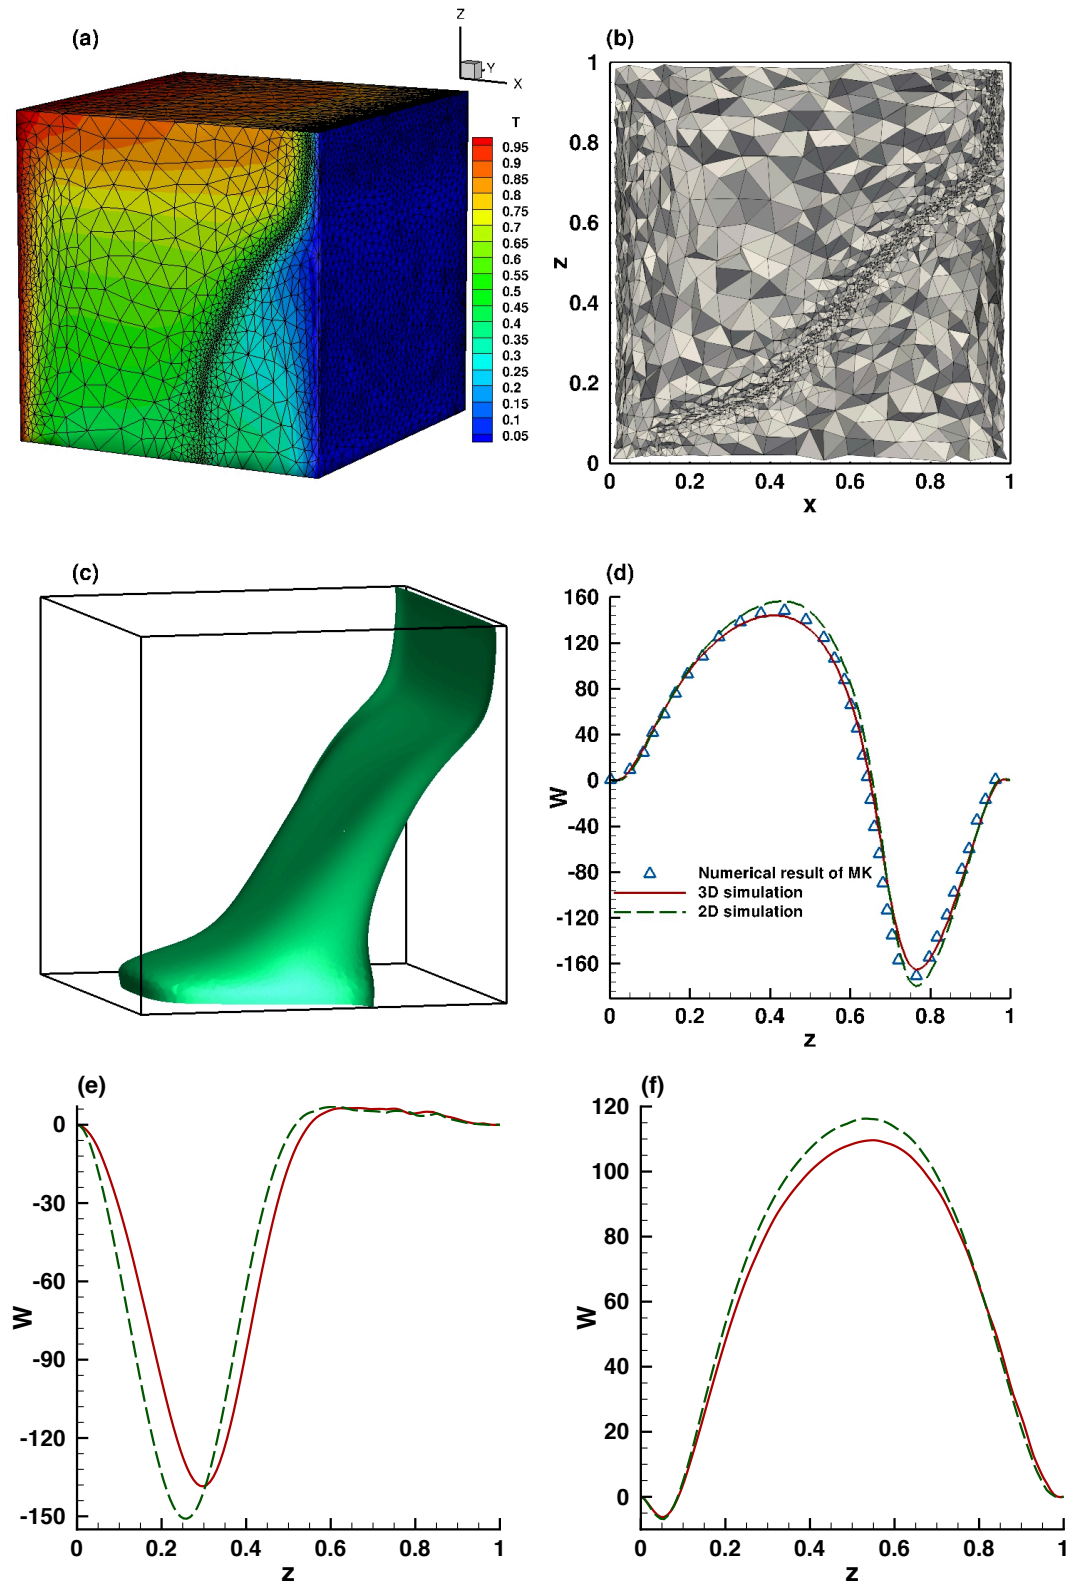 (a)
Z
Y
X
T
0.95
0.9
0.85
0.8
0.75
0.7
0.65
0.6
0.55
0.5
0.45
0.4
0.35
0.3
0.25
0.2
0.15
0.1
0.05
(b)
1
0.8
0.6
0.4
0.2
0
z
0 0.2 0.4 0.6 0.8 1
x
(c)
(d)
160
120
80
40
0
-40
-80
-120
-160
W
Numerical result of MK
3D simulation
2D simulation
0 0.2 0.4 0.6 0.8 1
z
(e)
0
-30
-60
-90
-120
-150
W
0 0.2 0.4 0.6 0.8 1
z
(f)
120
100
80
60
40
20
0
W
0 0.2 0.4 0.6 0.8 1
z